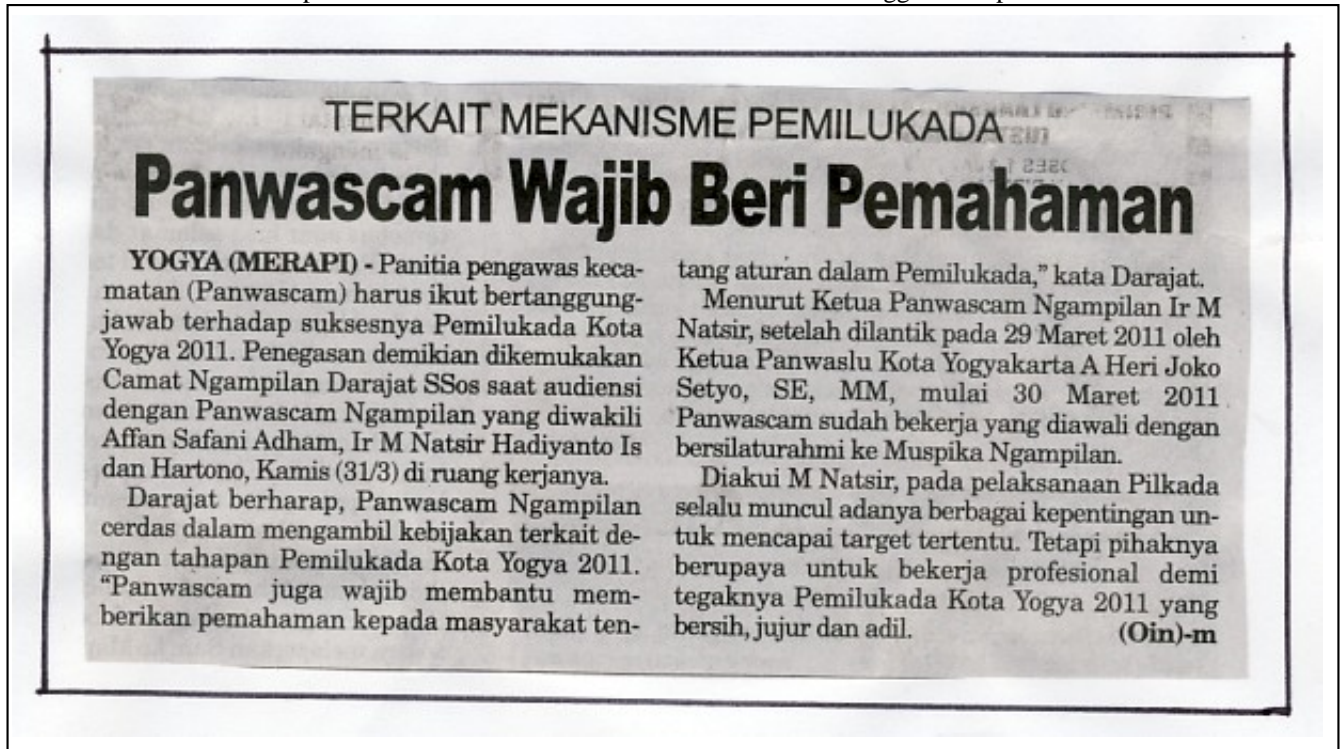 TERKAIT MEKANISME PEMILUKADA
Panwascam Wajib Beri Pemahaman
YOGYA (MERAPI) - Panitia pengawas keca-
matan (Panwascam) harus ikut bertanggung-
jawab terhadap suksesnya Pemilukada Kota
Yogya 2011. Penegasan demikian dikemukakan
Camat Ngampilan Darajat SSos saat audiensi
dengan Panwascam Ngampilan yang diwakili
Affan Safani Adham, Ir M Natsir Hadiyanto Is
dan Hartono, Kamis (31/3) di ruang kerjanya.
Darajat berharap, Panwascam Ngampilan
cerdas dalam mengambil kebijakan terkait de-
ngan tahapan Pemilukada Kota Yogya 2011.
“Panwascam juga wajib membantu mem-
berikan pemahaman kepada masyarakat ten-
tang aturan dalam Pemilukada,” kata Darajat.
Menurut Ketua Panwascam Ngampilan Ir M
Natsir, setelah dilantik pada 29 Maret 2011 oleh
Ketua Panwaslu Kota Yogyakarta A Heri Joko
Setyo, SE, MM, mulai 30 Maret 2011
Panwascam sudah bekerja yang diawali dengan
bersilaturahmi ke Muspika Ngampilan.
Diakui M Natsir, pada pelaksanaan Pilkada
selalu muncul adanya berbagai kepentingan un-
tuk mencapai target tertentu. Tetapi pihaknya
berupaya untuk bekerja profesional demi
tegaknya Pemilukada Kota Yogya 2011 yang
bersih, jujur dan adil. (Oin)-m